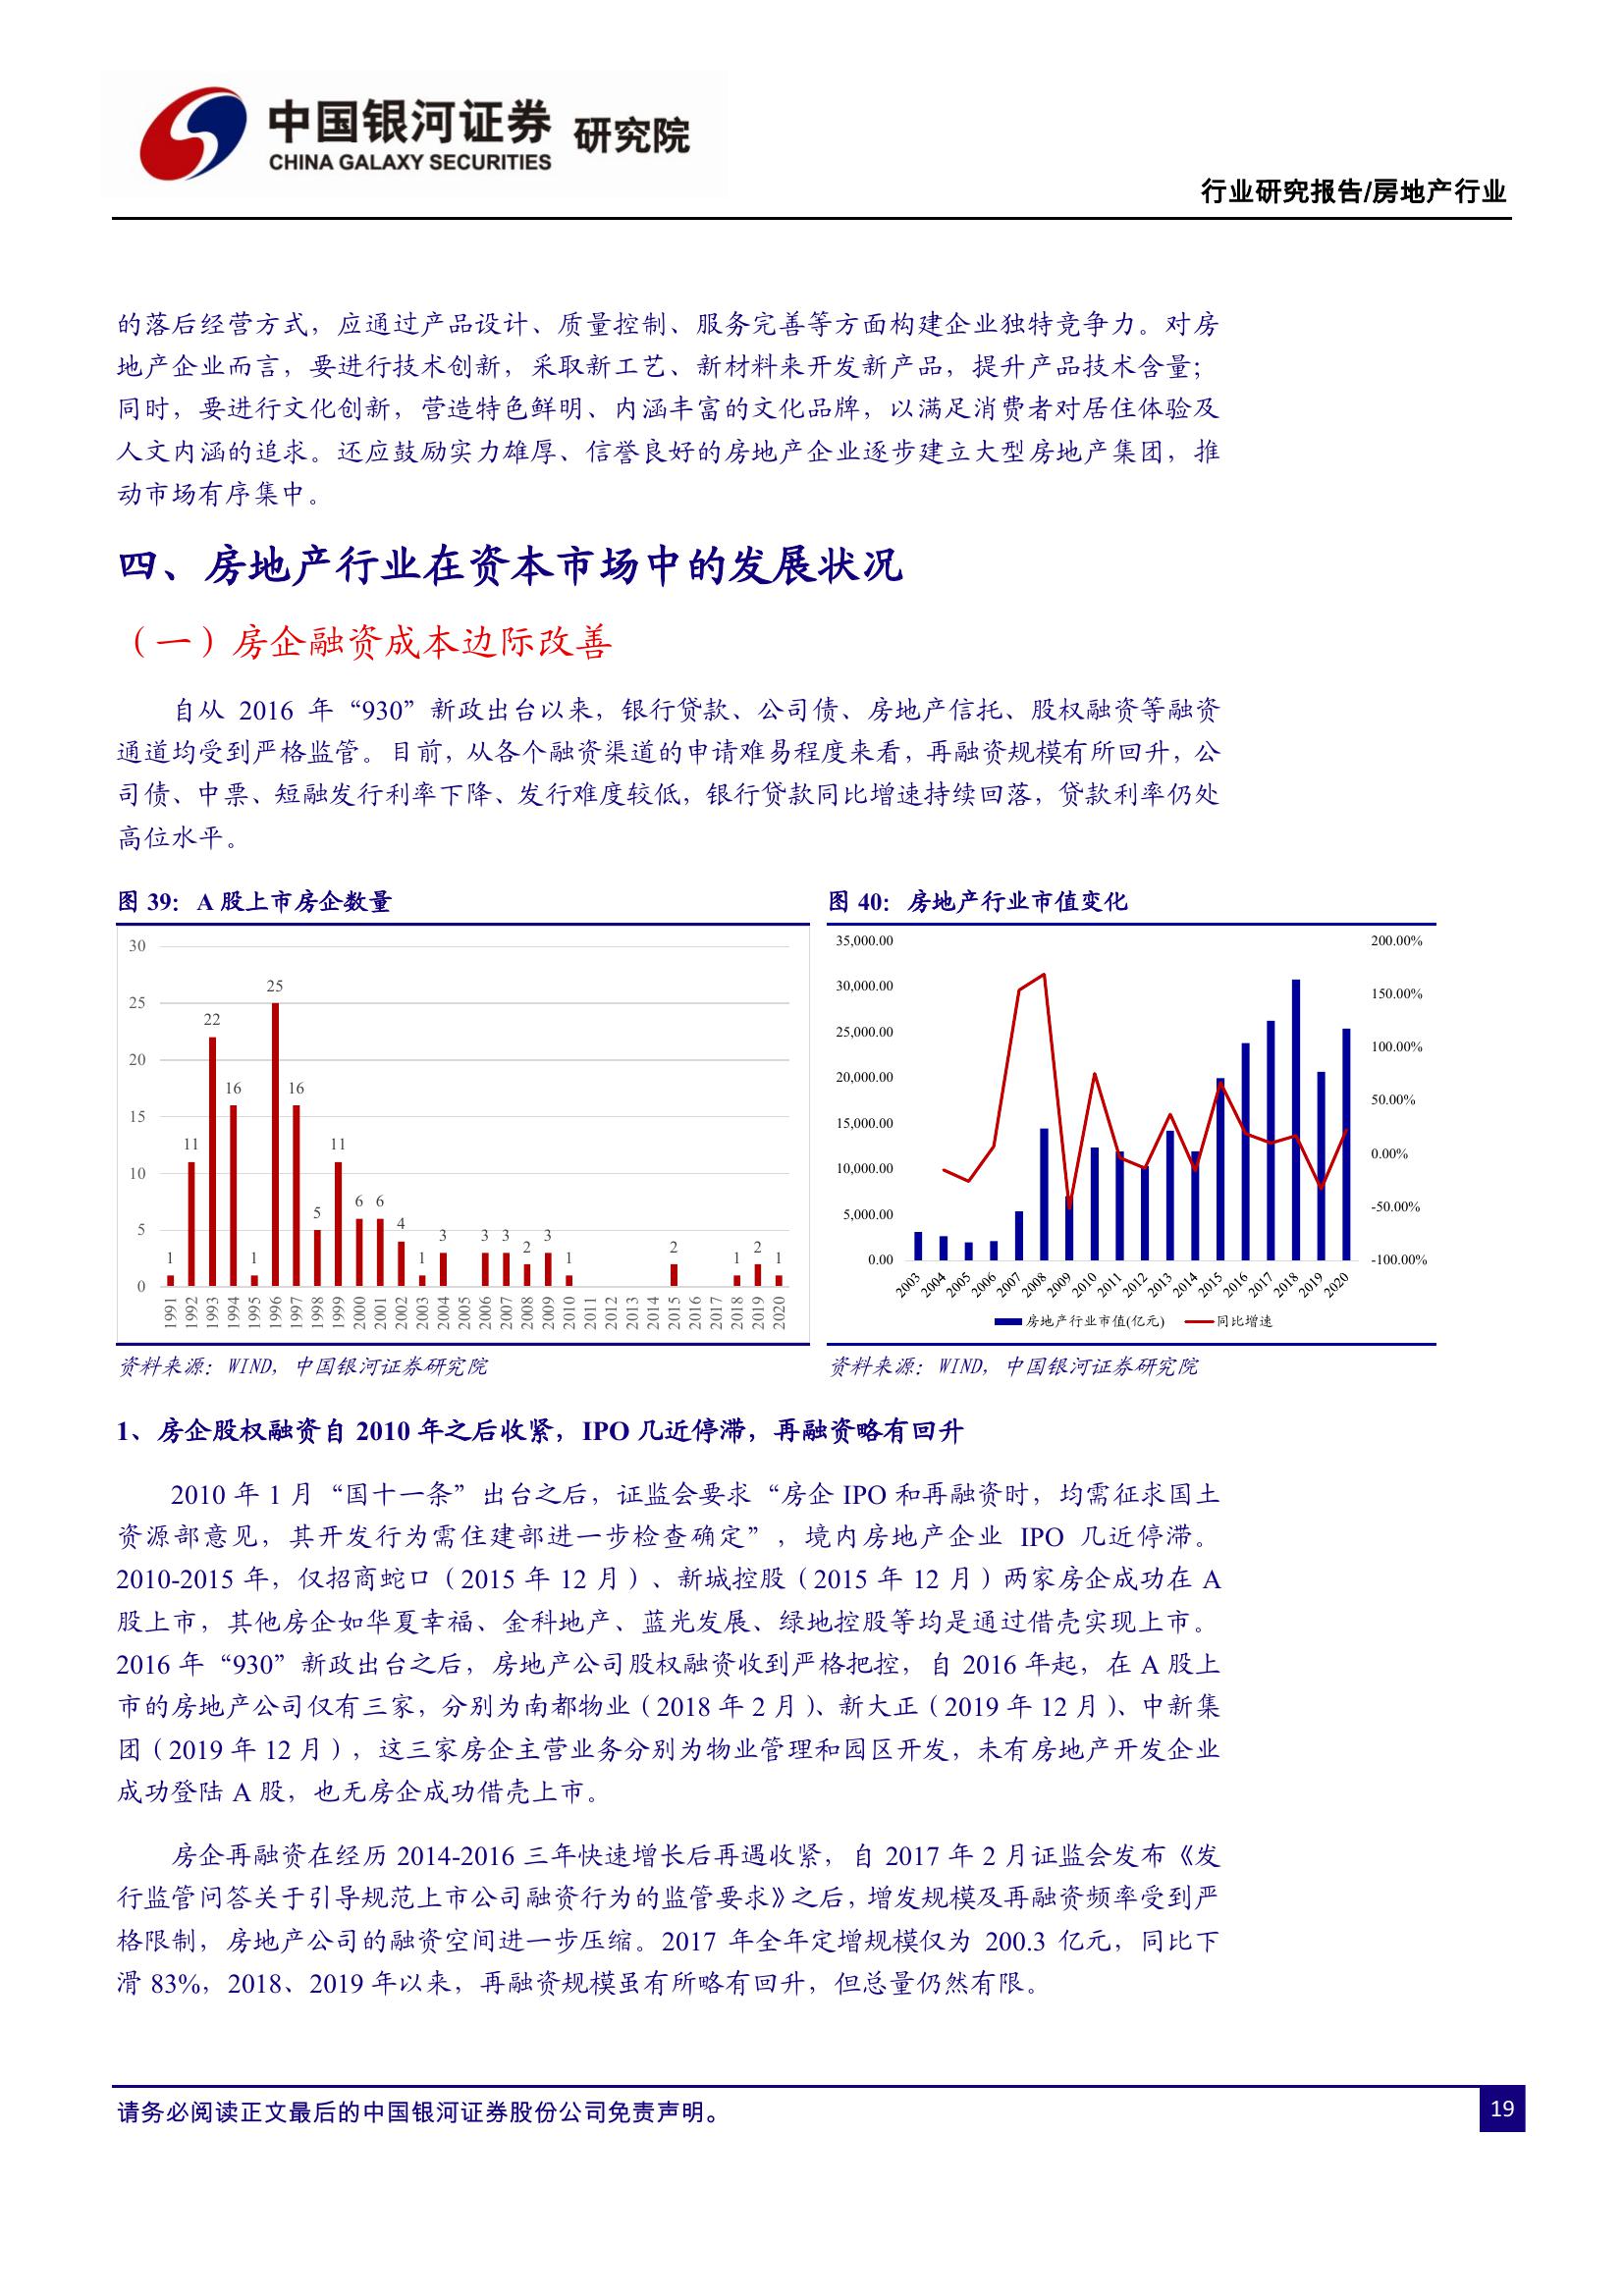 中国银河证券 研究院
CHINA GALAXY SECURITIES
行业研究报告/房地产行业
的落后经营方式，应通过产品设计、质量控制、服务完善等方面构建企业独特竞争力。对房
地产企业而言，要进行技术创新，采取新工艺、新材料来开发新产品，提升产品技术含量；
同时，要进行文化创新，营造特色鲜明、内涵丰富的文化品牌，以满足消费者对居住体验及
人文内涵的追求。还应鼓励实力雄厚、信誉良好的房地产企业逐步建立大型房地产集团，推
动市场有序集中。
四、房地产行业在资本市场中的发展状况
（一）房企融资成本边际改善
自从 2016 年“930”新政出台以来，银行贷款、公司债、房地产信托、股权融资等融资
通道均受到严格监管。目前，从各个融资渠道的申请难易程度来看，再融资规模有所回升，公
司债、中票、短融发行利率下降、发行难度较低，银行贷款同比增速持续回落，贷款利率仍处
高位水平。
图 39：A 股上市房企数量
30
25
20
15
10
5
0
1 11 22 16 1 25 16 5 11 6 6 4 1 3 3 3 2 3 1 2 1 2 1
1991 1992 1993 1994 1995 1996 1997 1998 1999 2000 2001 2002 2003 2004 2005 2006 2007 2008 2009 2010 2011 2012 2013 2014 2015 2016 2017 2018 2019 2020
资料来源：WIND，中国银河证券研究院
图 40：房地产行业市值变化
35,000.00 200.00%
30,000.00 150.00%
25,000.00 100.00%
20,000.00 50.00%
15,000.00 0.00%
10,000.00 -50.00%
5,000.00 -100.00%
0.00
2003 2004 2005 2006 2007 2008 2009 2010 2011 2012 2013 2014 2015 2016 2017 2018 2019 2020
房地产行业市值(亿元) 同比增速
资料来源：WIND，中国银河证券研究院
1、房企股权融资自 2010 年之后收紧，IPO 几近停滞，再融资略有回升
2010 年 1 月“国十一条”出台之后，证监会要求“房企 IPO 和再融资时，均需征求国土
资源部意见，其开发行为需住建部进一步检查确定”，境内房地产企业 IPO 几近停滞。
2010-2015 年，仅招商蛇口（2015 年 12 月）、新城控股（2015 年 12 月）两家房企成功在 A
股上市，其他房企如华夏幸福、金科地产、蓝光发展、绿地控股等均是通过借壳实现上市。
2016 年“930”新政出台之后，房地产公司股权融资收到严格把控，自 2016 年起，在 A 股上
市的房地产公司仅有三家，分别为南都物业（2018 年 2 月）、新大正（2019 年 12 月）、中新集
团（2019 年 12 月），这三家房企主营业务分别为物业管理和园区开发，未有房地产开发企业
成功登陆 A 股，也无房企成功借壳上市。
房企再融资在经历 2014-2016 三年快速增长后再遇收紧，自 2017 年 2 月证监会发布《发
行监管问答关于引导规范上市公司融资行为的监管要求》之后，增发规模及再融资频率受到严
格限制，房地产公司的融资空间进一步压缩。2017 年全年定增规模仅为 200.3 亿元，同比下
滑 83%，2018、2019 年以来，再融资规模虽有所略有回升，但总量仍然有限。
请务必阅读正文最后的中国银河证券股份公司免责声明。
19